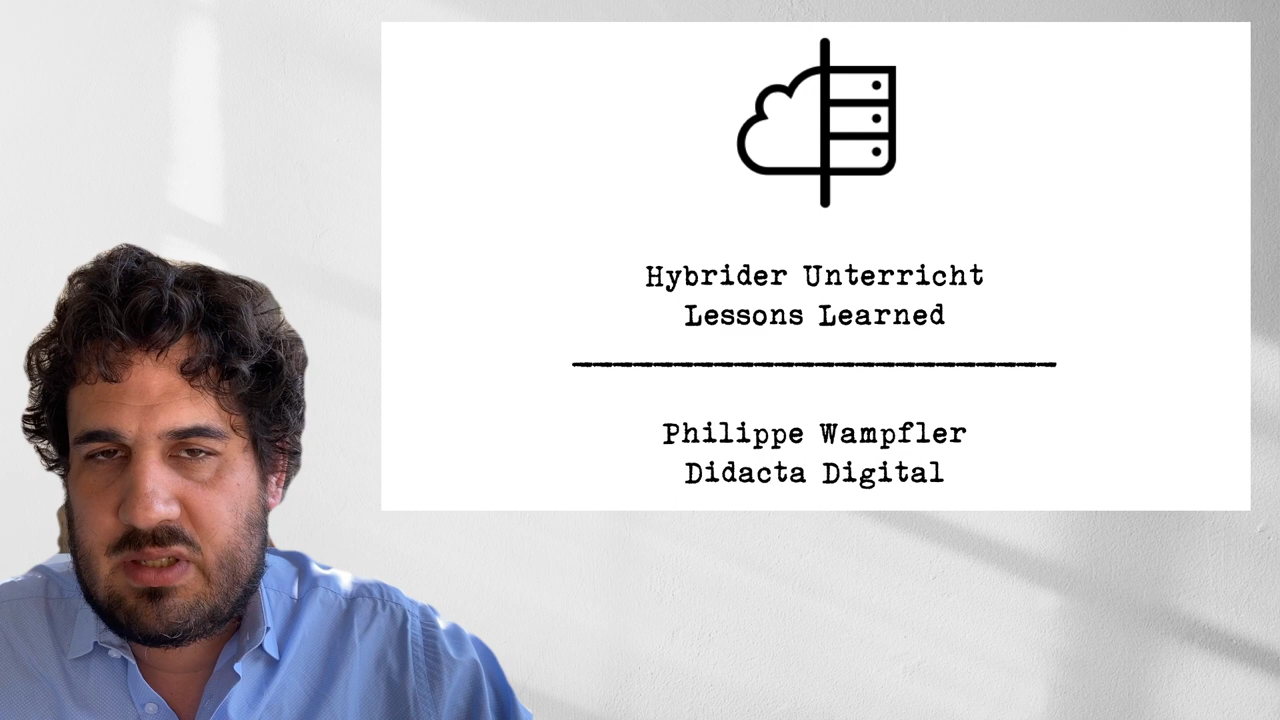 Hybrider Unterricht
Lessons Learned
Philippe Wampfler
Didacta Digital